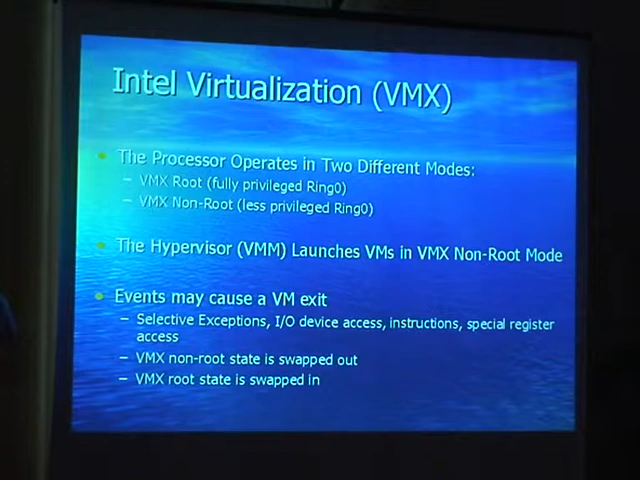 Intel Virtualization (VMX)
The Processor Operates in Two Different Modes:
– VMX Root (fully privileged Ring0)
– VMX Non-Root (less privileged Ring0)
The Hypervisor (VMM) Launches VMs in VMX Non-Root Mode
Events may cause a VM exit
– Selective Exceptions, I/O device access, instructions, special register
access
– VMX non-root state is swapped out
– VMX root state is swapped in